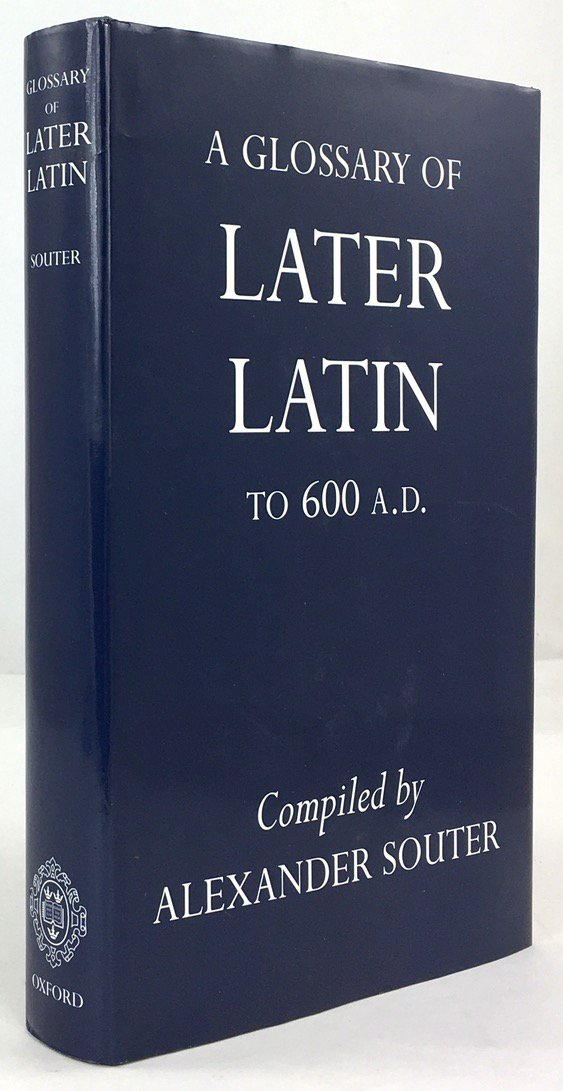 GLOSSARY
OF
LATER
LATIN
SOUTER
OXFORD
A GLOSSARY OF
LATER
LATIN
TO 600 A.D.
Compiled by
ALEXANDER SOUTER